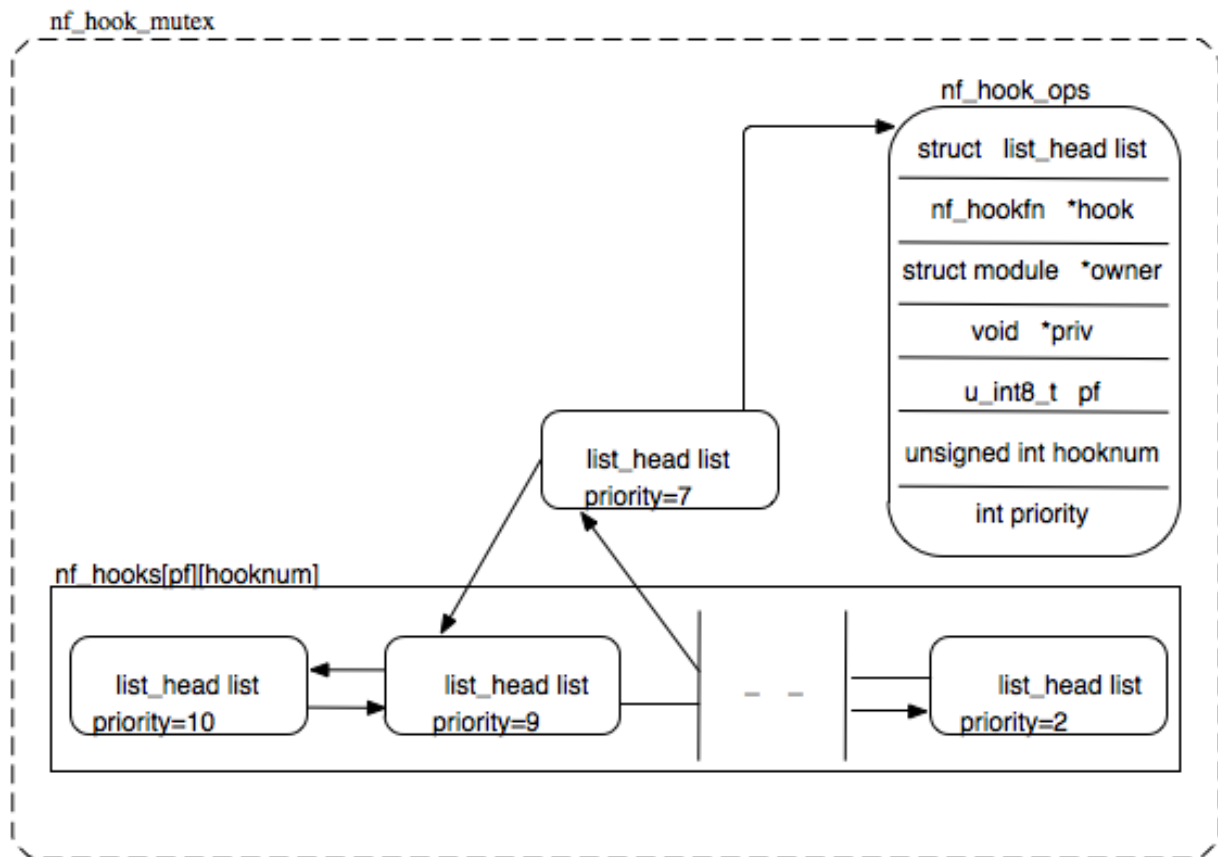 nf_hook_mutex
nf_hook_ops
struct list_head list
nf_hookfn *hook
struct module *owner
void *priv
u_int8_t pf
unsigned int hooknum
int priority
list_head list
priority=7
nf_hooks[pf][hooknum]
list_head list
priority=10
list_head list
priority=9
list_head list
priority=2